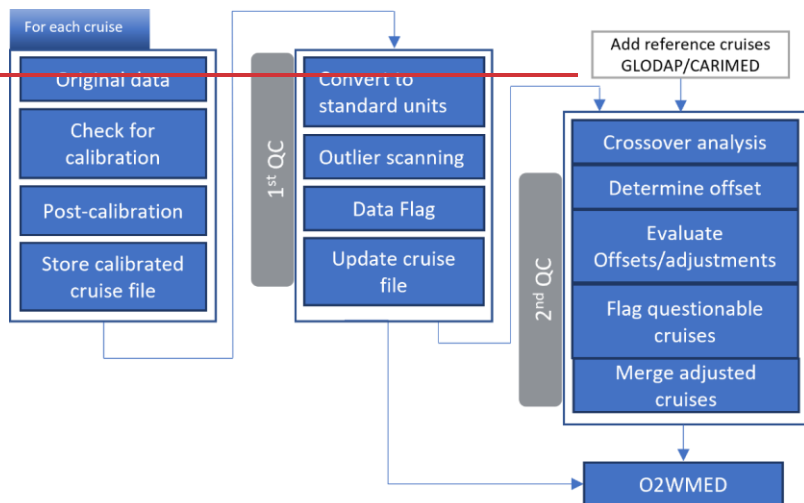 For each cruise
Original data
Check for
calibration
Post-calibration
Store calibrated
cruise file
1st QC
Convert to
standard units
Outlier scanning
Data Flag
Update cruise
file
Add reference cruises
GLODAP/CARIMED
2nd QC
Crossover analysis
Determine offset
Evaluate
Offsets/adjustments
Flag questionable
cruises
Merge adjusted
cruises
O2WMED